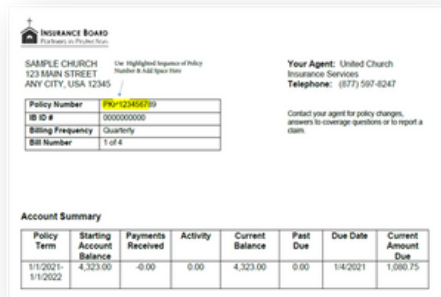 INSURANCE BOARD
Partners in Protection
SAMPLE CHURCH
123 MAIN STREET
ANY CITY, USA 12345
Use Highlighted Sequence of Policy
Number & Add Space Here
Your Agent: United Church
Insurance Services
Telephone: (877) 597-8247
Policy Number
IB ID # 0000000000
Billing Frequency Quarterly
Bill Number 1 of 4
Contact your agent for policy changes,
answers to coverage questions or to report a
claim.
Account Summary
Policy Term Starting Account Balance Payments Received Activity Current Balance Past Due Due Date Current Amount Due
1/1/2021-1/1/2022 4,323.00 -0.00 0.00 4,323.00 0.00 1/4/2021 1,080.75